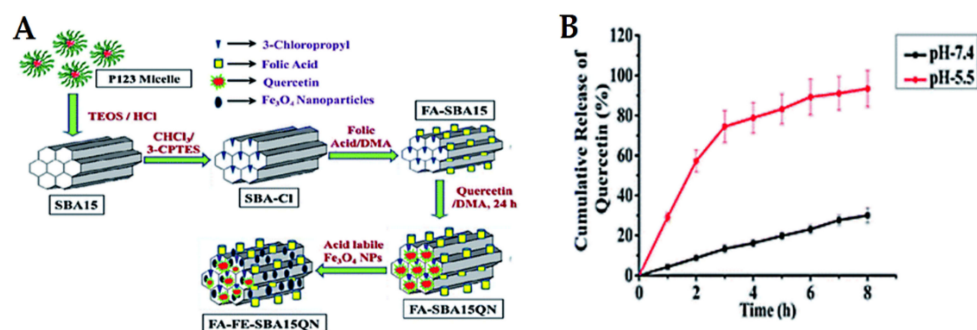 A
P123 Micelle
TEOS / HCl
SBA15
CHCl₃/
3-CPTES
SBA-Cl
3-Chloropropyl
Folic Acid
Quercetin
Fe₃O₄ Nanoparticles
Folic
Acid/DMA
FA-SBA15
Quercetin
/DMA, 24 h
FA-SBA15QN
Acid labile
Fe₃O₄ NPs
FA-FE-SBA15QN
B
Cumulative Release of
Quercetin (%)
100
80
60
40
20
0
0
2
4
6
8
Time (h)
pH-7.4
pH-5.5